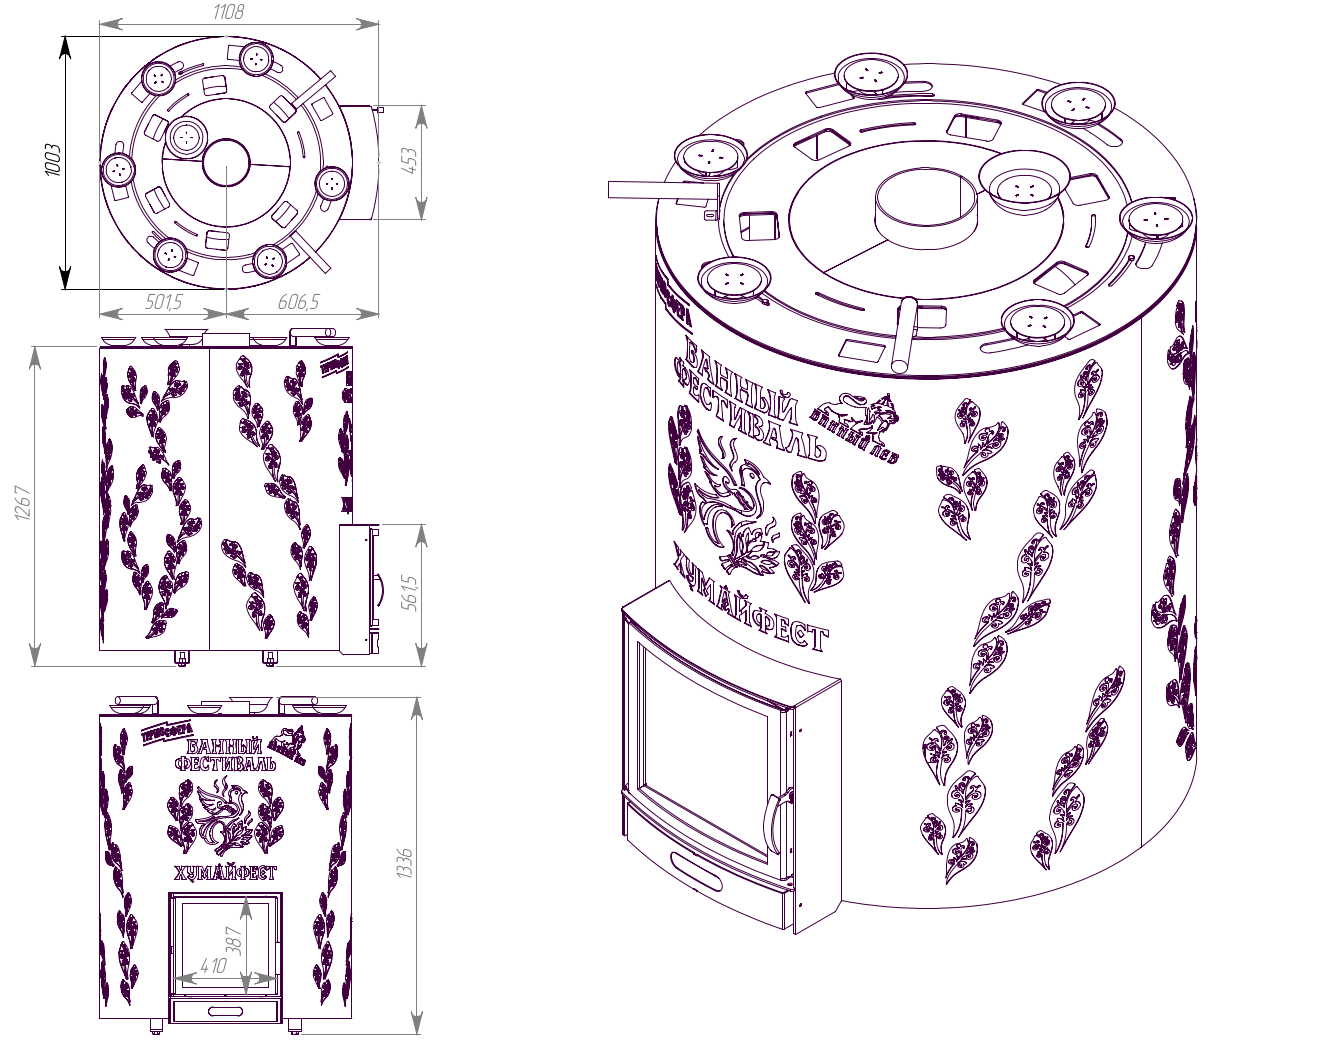 1108
1003
453
501,5
606,5
1267
561,5
ТЕРМОСФЕРА
БАННЫЙ
ФЕСТИВАЛЬ
ХУМАЙФЕСТ
387
410
1336
БАННЫЙ
ФЕСТИВАЛЬ
БАННЫЙ ЛЕВ
ХУМАЙФЕСТ